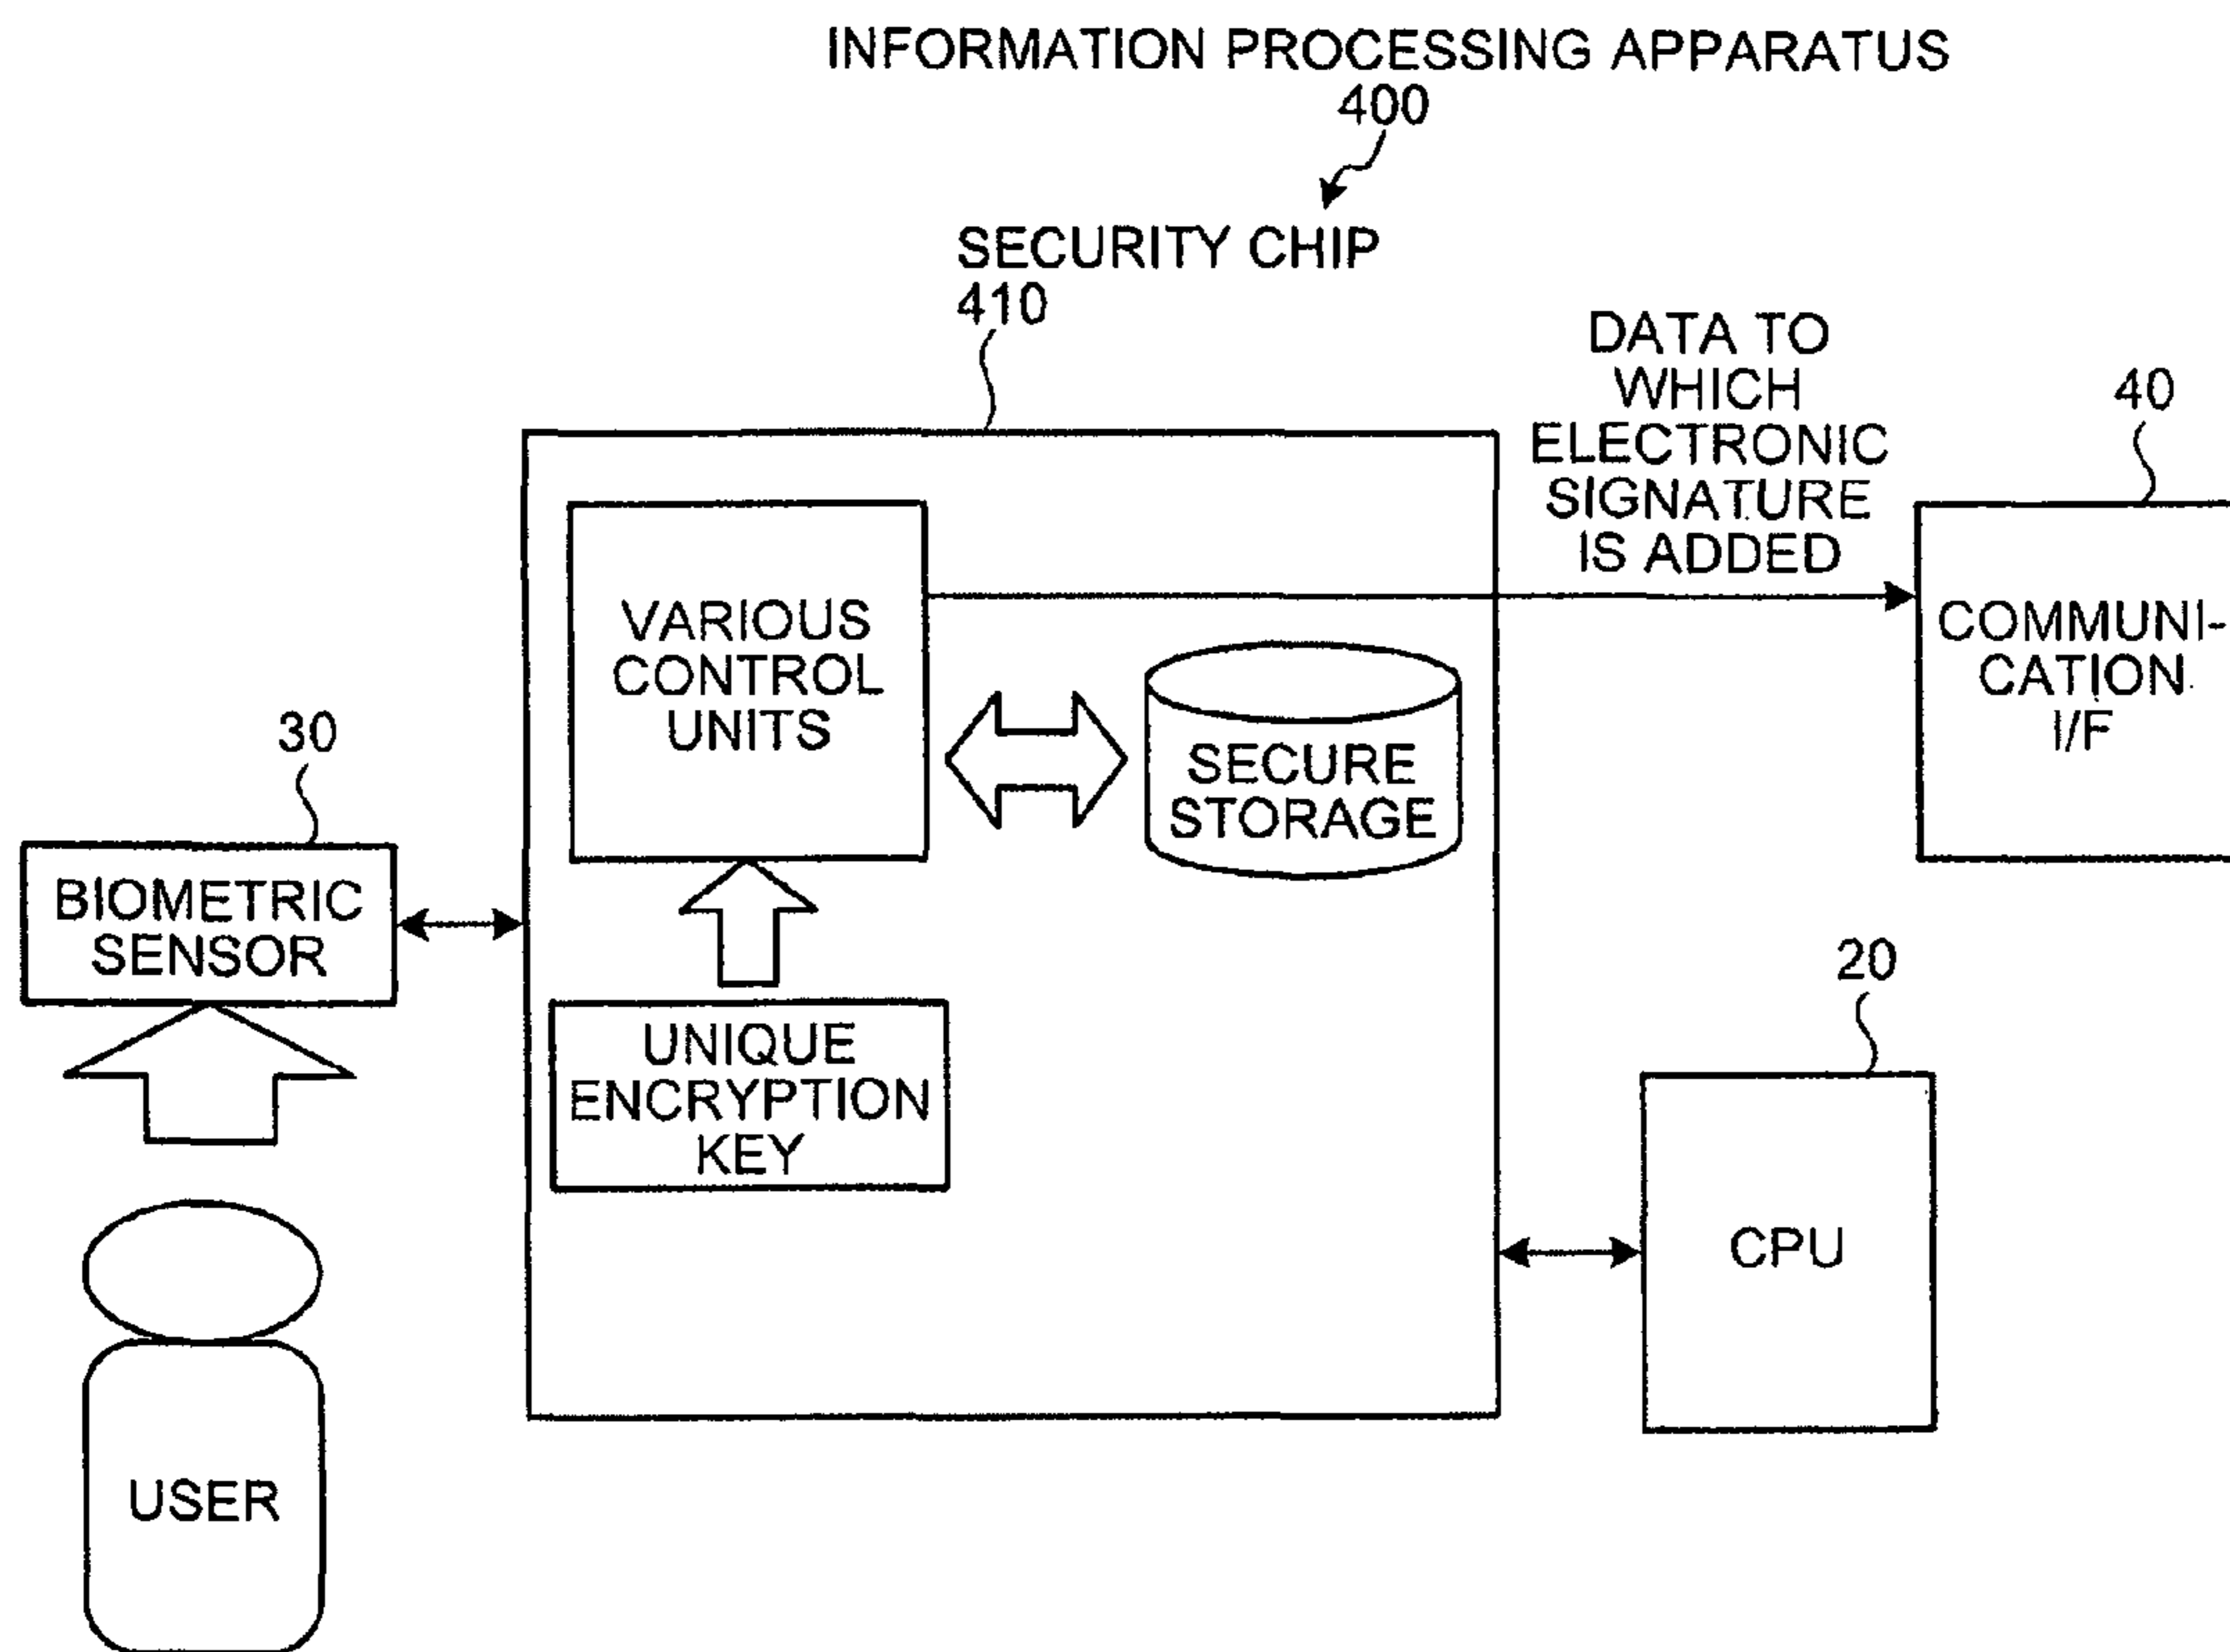 INFORMATION PROCESSING APPARATUS
400
SECURITY CHIP
410
DATA TO
WHICH
ELECTRONIC
SIGNATURE
IS ADDED
40
VARIOUS
CONTROL
UNITS
COMMUNI-
CATION
I/F
SECURE
STORAGE
30
BIOMETRIC
SENSOR
UNIQUE
ENCRYPTION
KEY
20
CPU
USER